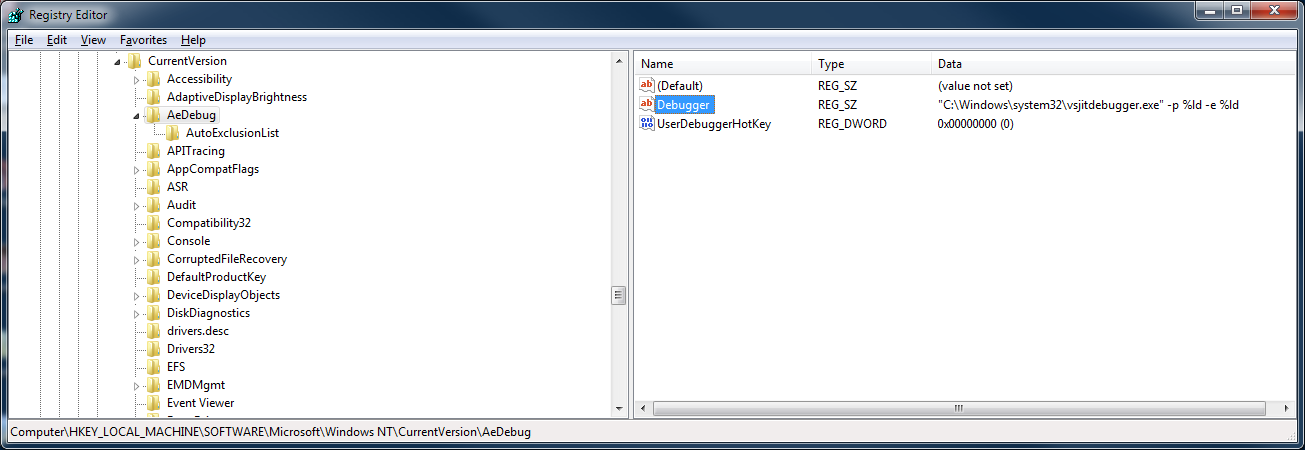 Registry Editor
File Edit View Favorites Help
CurrentVersion
Accessibility
AdaptiveDisplayBrightness
AeDebug
AutoExclusionList
APITracing
AppCompatFlags
ASR
Audit
Compatibility32
Console
CorruptedFileRecovery
DefaultProductKey
DeviceDisplayObjects
DiskDiagnostics
drivers.desc
Drivers32
EFS
EMDMgmt
Event Viewer
Name Type Data
(Default) REG_SZ (value not set)
Debugger REG_SZ "C:\Windows\system32\vsjitdebugger.exe" -p %ld -e %ld
UserDebuggerHotKey REG_DWORD 0x00000000 (0)
Computer\HKEY_LOCAL_MACHINE\SOFTWARE\Microsoft\Windows NT\CurrentVersion\AeDebug